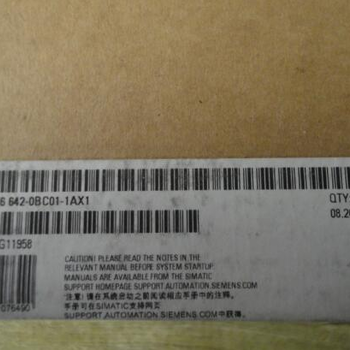 6 642-0BC01-1AX1
QTY:
08.20
G11958
CAUTION! PLEASE READ THE NOTES IN THE
RELEVANT MANUAL BEFORE SYSTEM STARTUP.
MANUALS ARE AVAILABLE FROM THE SIMATIC
SUPPORT HOMEPAGE SUPPORT.AUTOMATION.SIEMENS.COM
注意! 请在系统启动之前阅读相应手册中的注释。
手册可在SIMATIC支持网页
SUPPORT.AUTOMATION.SIEMENS.COM中获得。
076490